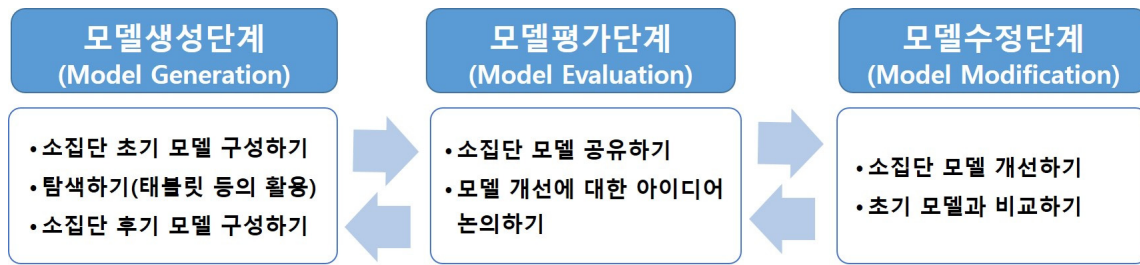 모델생성단계
(Model Generation)
• 소집단 초기 모델 구성하기
• 탐색하기(태블릿 등의 활용)
• 소집단 후기 모델 구성하기
모델평가단계
(Model Evaluation)
• 소집단 모델 공유하기
• 모델 개선에 대한 아이디어
논의하기
모델수정단계
(Model Modification)
• 소집단 모델 개선하기
• 초기 모델과 비교하기